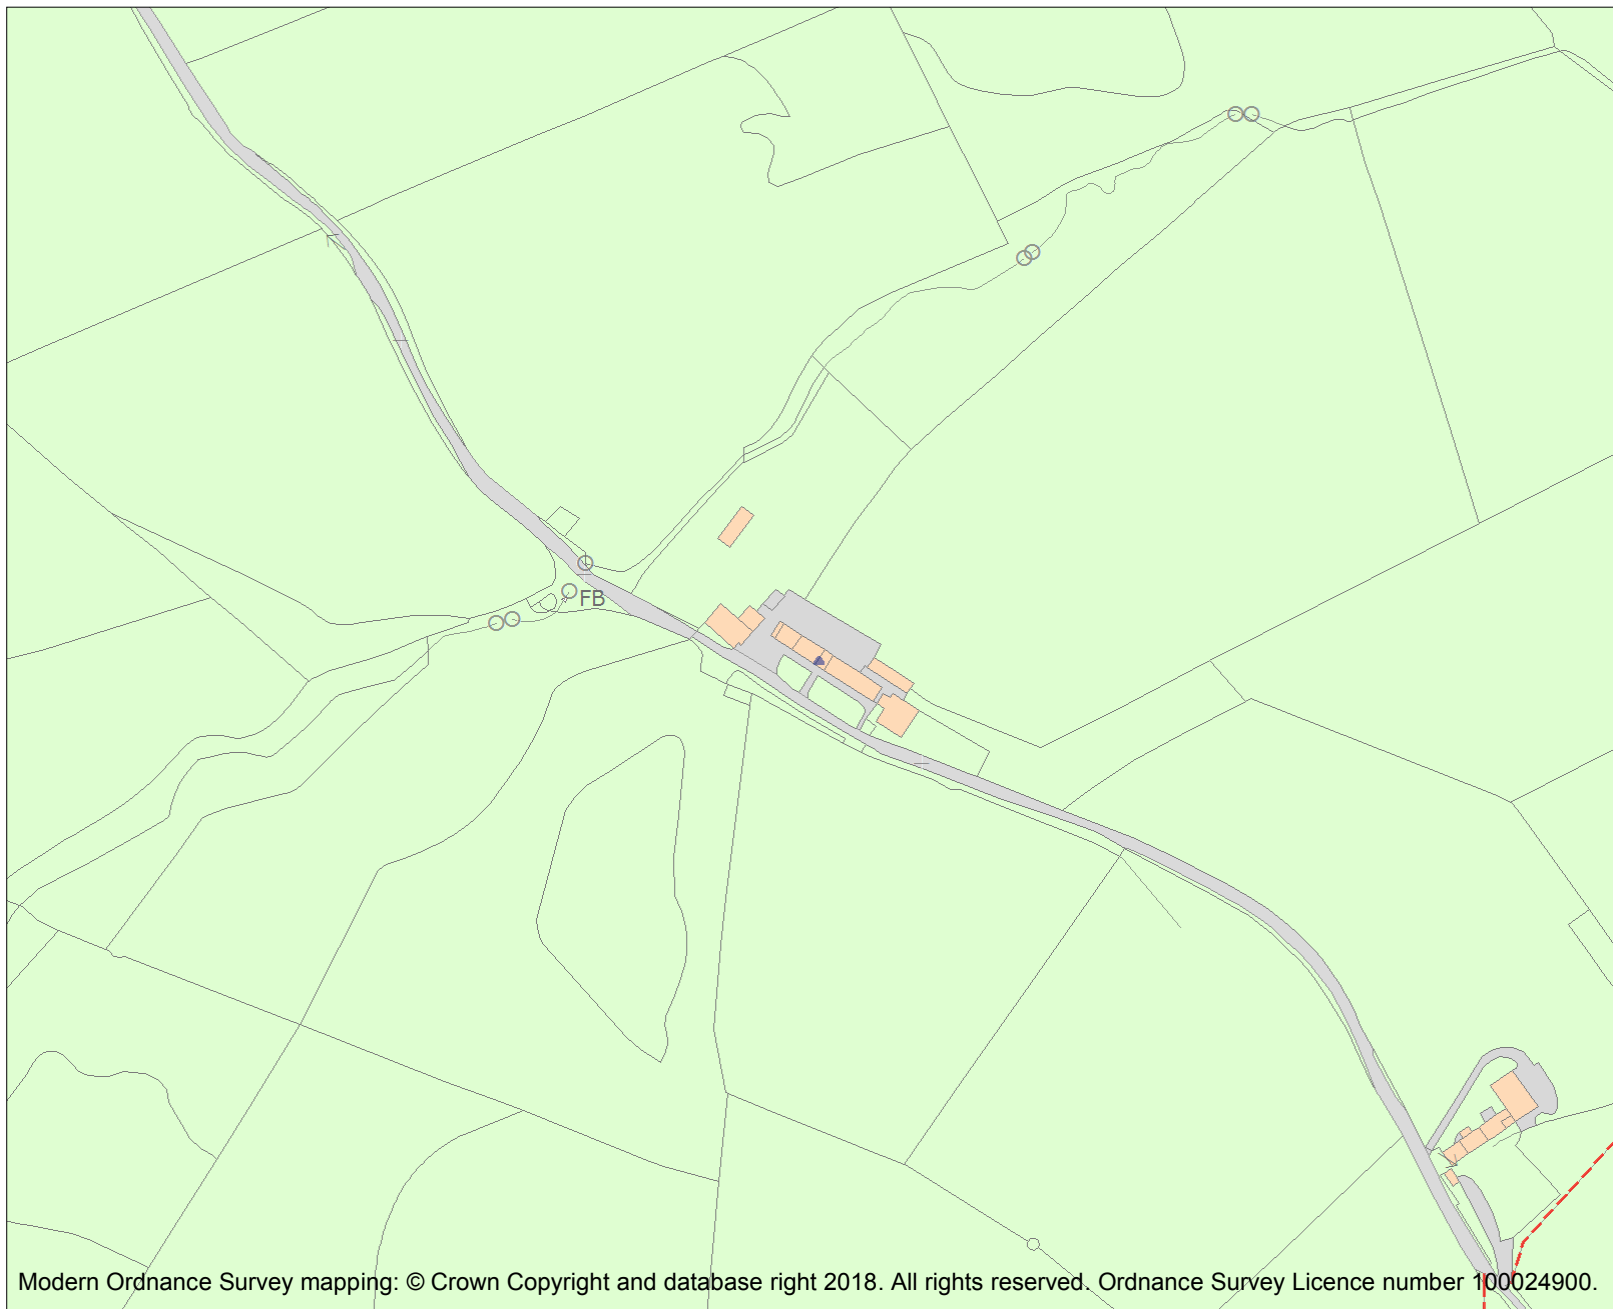 FB
Modern Ordnance Survey mapping: © Crown Copyright and database right 2018. All rights reserved. Ordnance Survey Licence number 100024900.